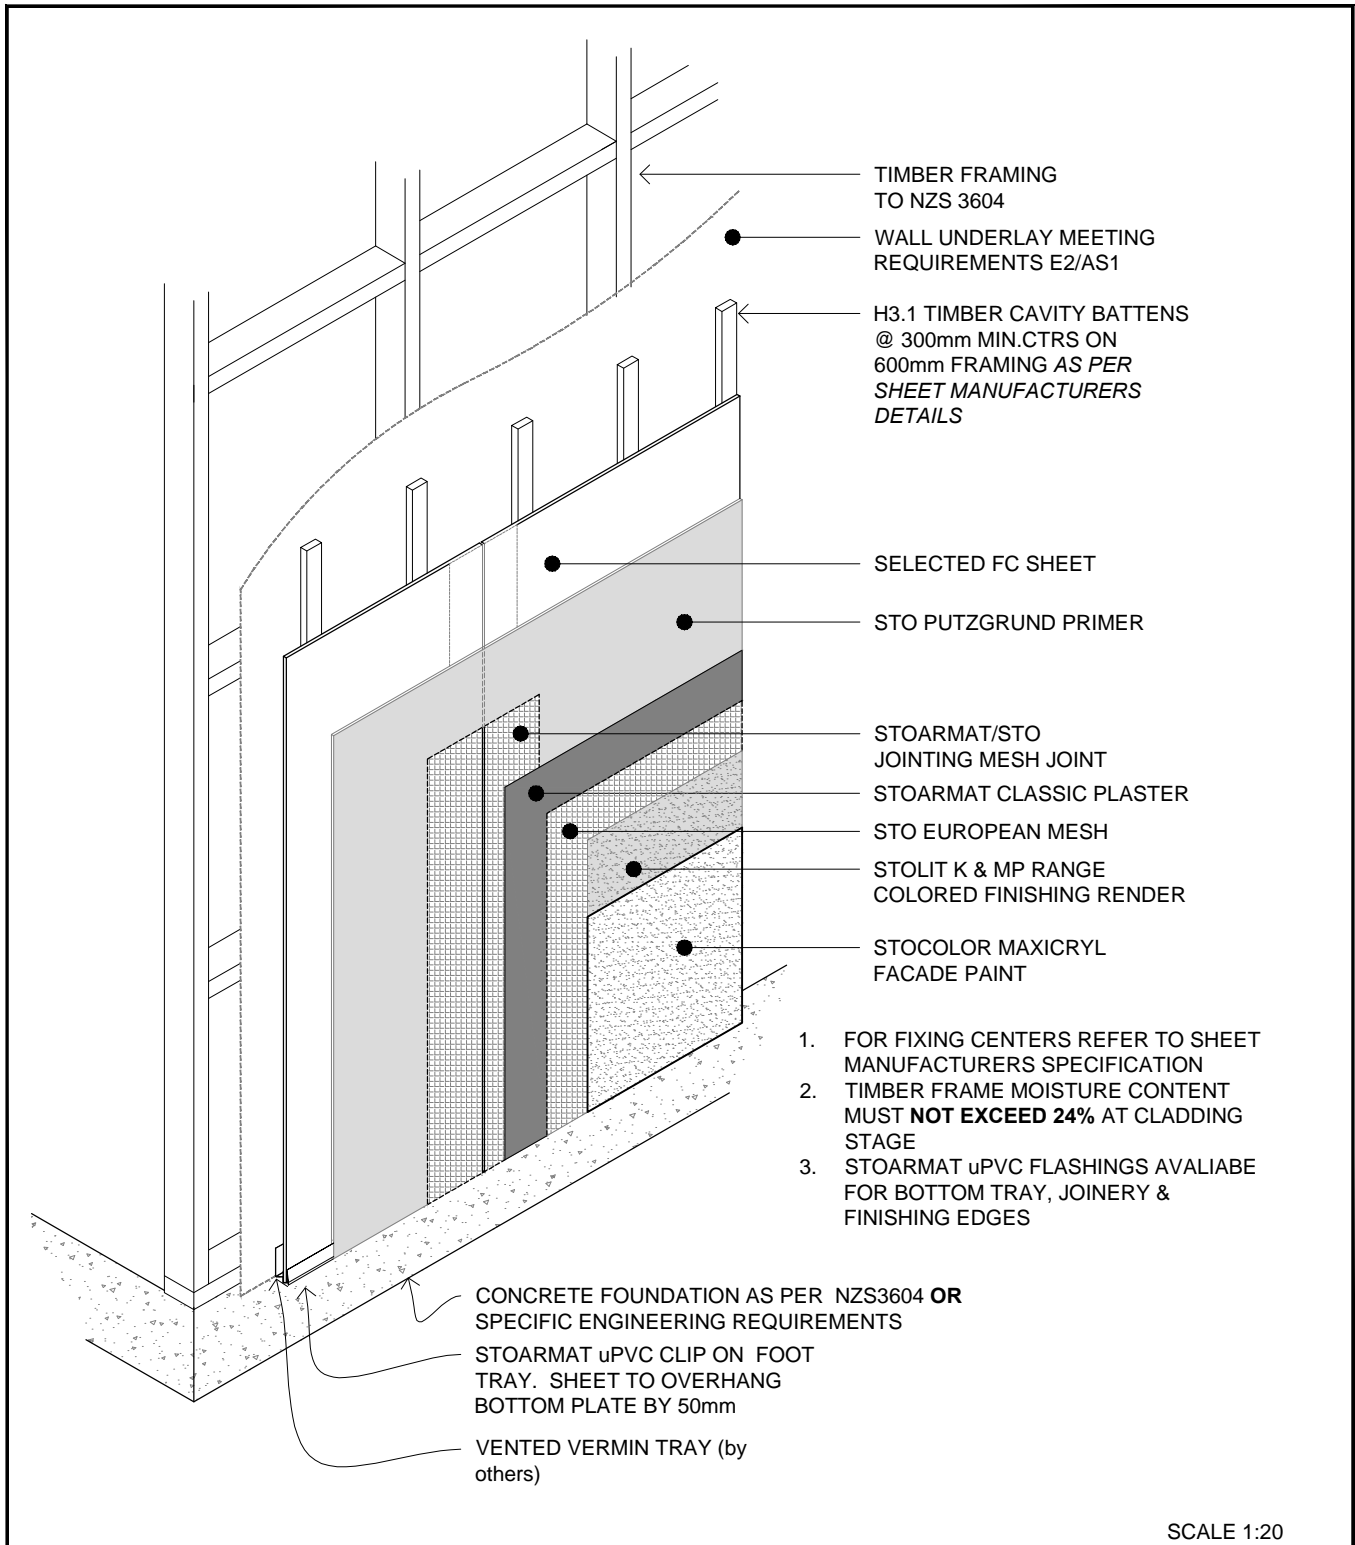 TIMBER FRAMING
TO NZS 3604
WALL UNDERLAY MEETING
REQUIREMENTS E2/AS1
H3.1 TIMBER CAVITY BATTENS
@ 300mm MIN.CTRS ON
600mm FRAMING AS PER
SHEET MANUFACTURERS
DETAILS
SELECTED FC SHEET
STO PUTZGRUND PRIMER
STOARMAT/STO
JOINTING MESH JOINT
STOARMAT CLASSIC PLASTER
STO EUROPEAN MESH
STOLIT K & MP RANGE
COLORED FINISHING RENDER
STOCOLOR MAXICRYL
FACADE PAINT
1. FOR FIXING CENTERS REFER TO SHEET
MANUFACTURERS SPECIFICATION
2. TIMBER FRAME MOISTURE CONTENT
MUST NOT EXCEED 24% AT CLADDING
STAGE
3. STOARMAT uPVC FLASHINGS AVALIABE
FOR BOTTOM TRAY, JOINERY &
FINISHING EDGES
CONCRETE FOUNDATION AS PER NZS3604 OR
SPECIFIC ENGINEERING REQUIREMENTS
STOARMAT uPVC CLIP ON FOOT
TRAY. SHEET TO OVERHANG
BOTTOM PLATE BY 50mm
VENTED VERMIN TRAY (by
others)
SCALE 1:20